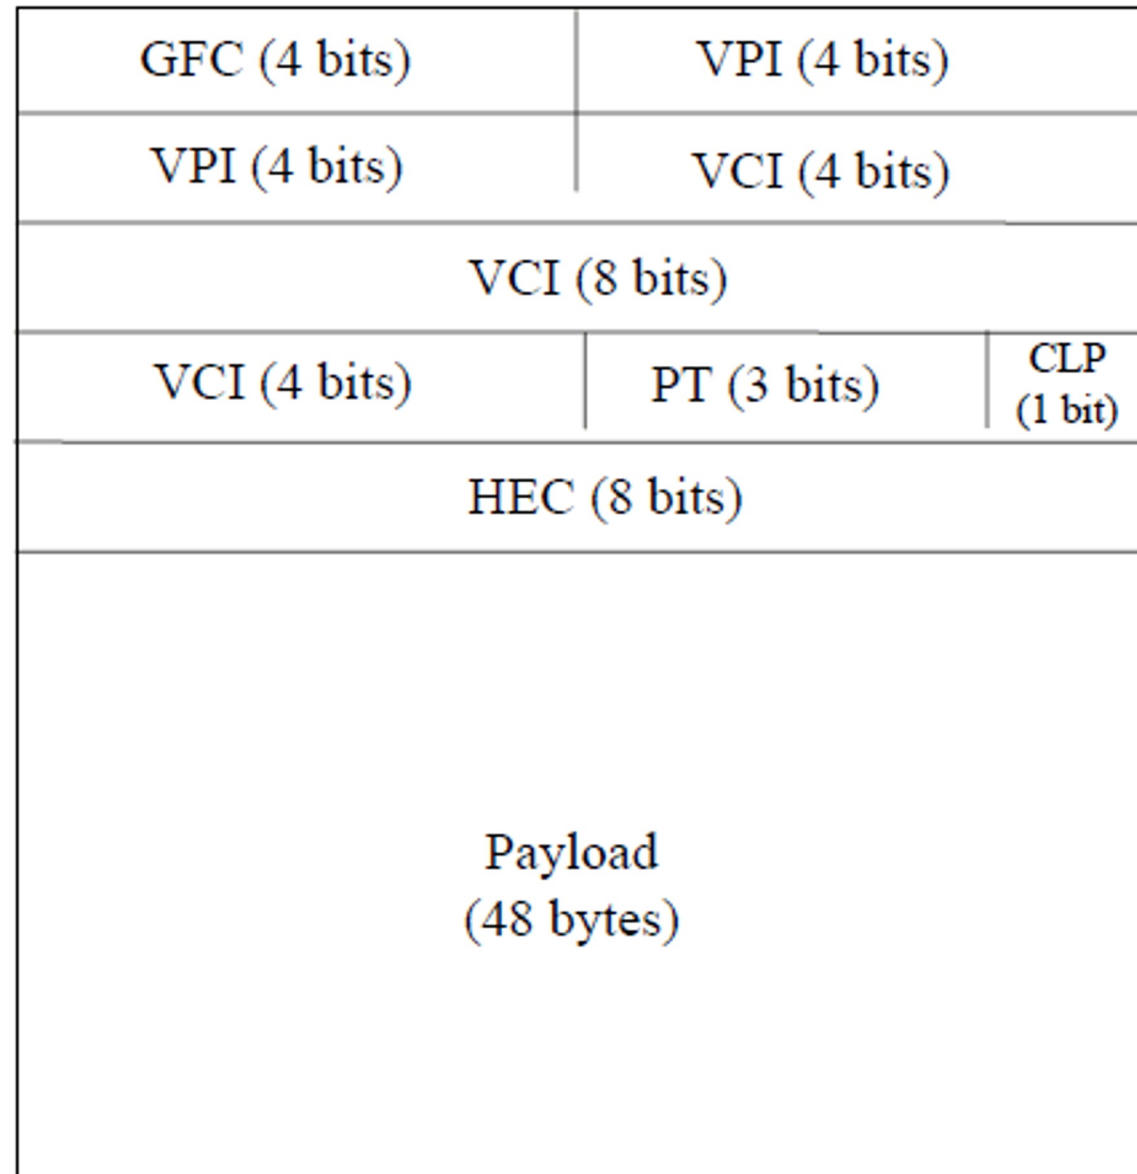 GFC (4 bits) VPI (4 bits)
VPI (4 bits) VCI (4 bits)
VCI (8 bits)
VCI (4 bits) PT (3 bits) CLP
(1 bit)
HEC (8 bits)
Payload
(48 bytes)